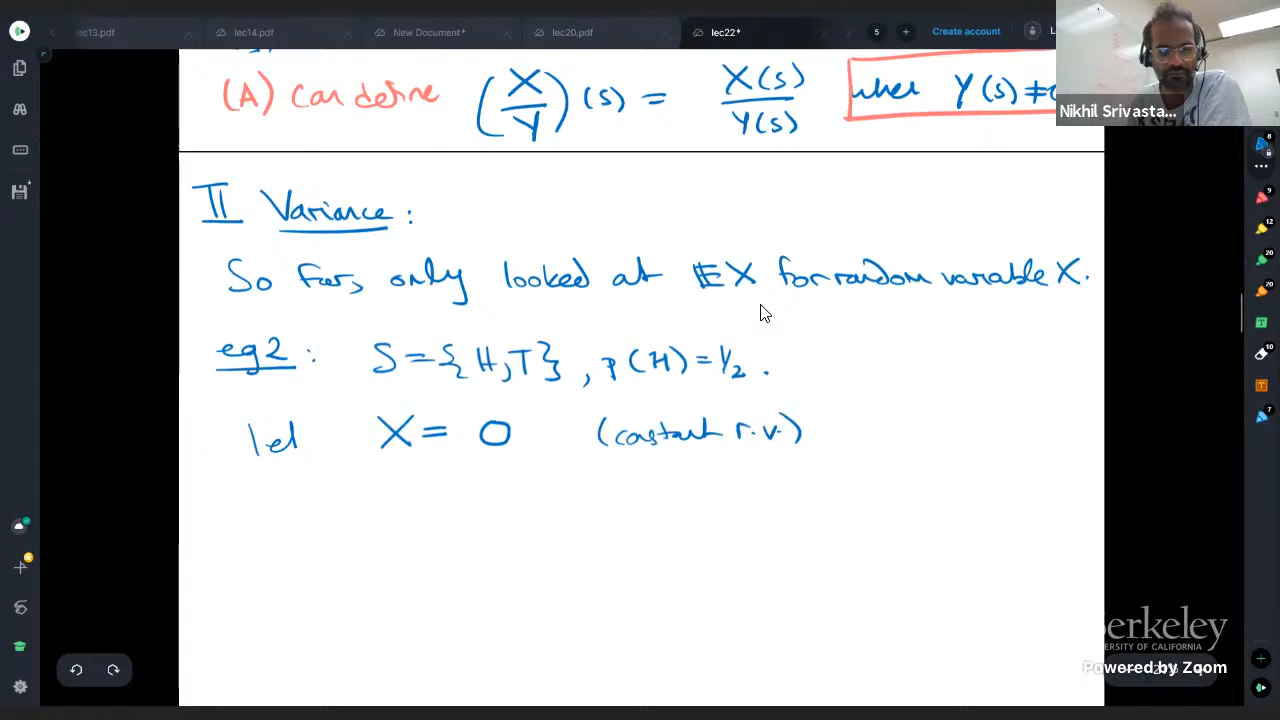 lec13.pdf
lec14.pdf
New Document*
lec20.pdf
lec22*
5
Create account
(A) Can define (X/Y)(s) = X(s)/Y(s) when Y(s) ≠
Nikhil Srivasta...
II Variance:
So far, only looked at EX for random variable X.
eg2: S = {H,T}, P(H) = 1/2.
let X = 0 (constant r.v.)
Berkeley
UNIVERSITY OF CALIFORNIA
Powered by Zoom